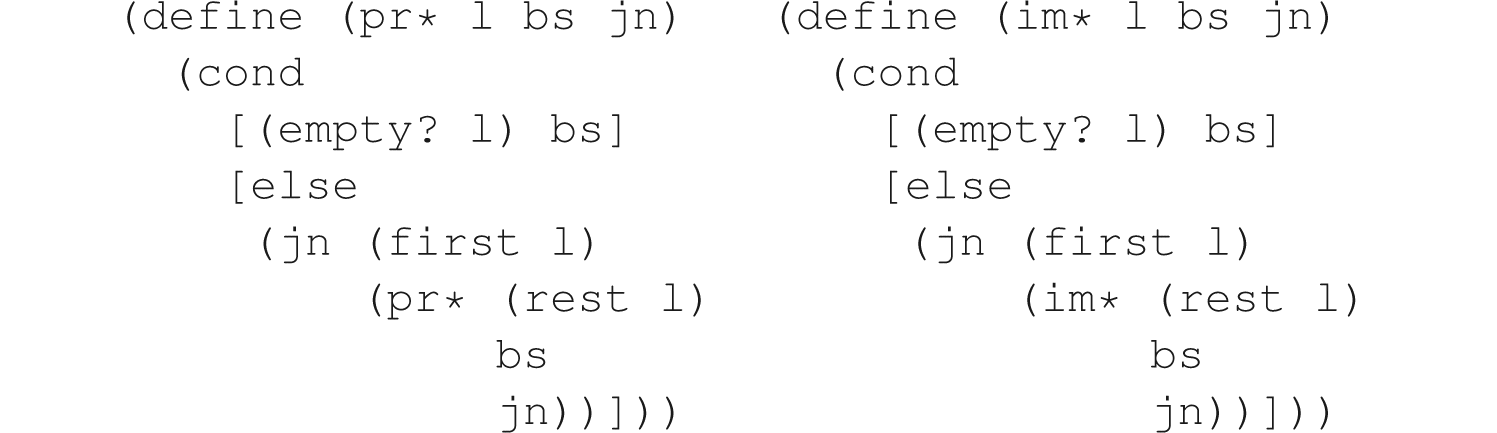 (define (pr* l bs jn)
  (cond
    [(empty? l) bs]
    [else
     (jn (first l)
         (pr* (rest l)
              bs
              jn))]))
(define (im* l bs jn)
  (cond
    [(empty? l) bs]
    [else
     (jn (first l)
         (im* (rest l)
              bs
              jn))]))